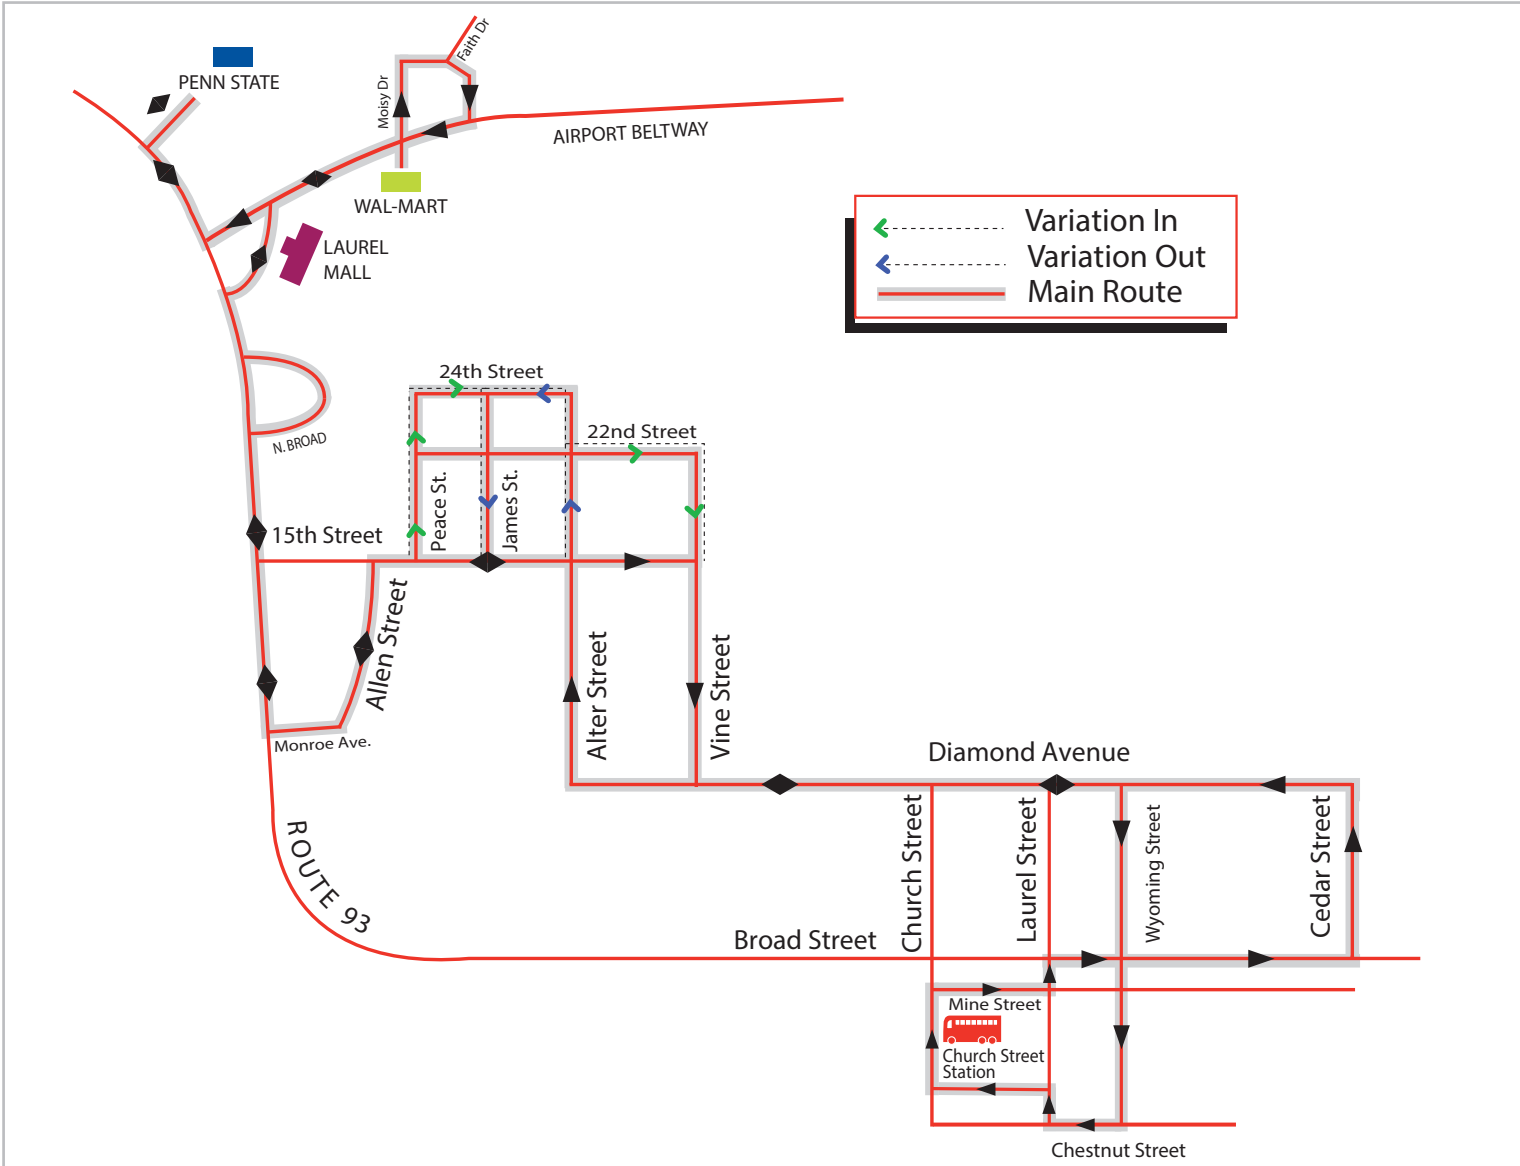 Faith Dr
PENN STATE
Moisy Dr
AIRPORT BELTWAY
WAL-MART
LAUREL
MALL
Variation In
Variation Out
Main Route
24th Street
22nd Street
N. BROAD
Peace St.
James St.
15th Street
Allen Street
Alter Street
Vine Street
Monroe Ave.
Diamond Avenue
ROUTE 93
Church Street
Laurel Street
Wyoming Street
Cedar Street
Broad Street
Mine Street
Church Street
Station
Chestnut Street